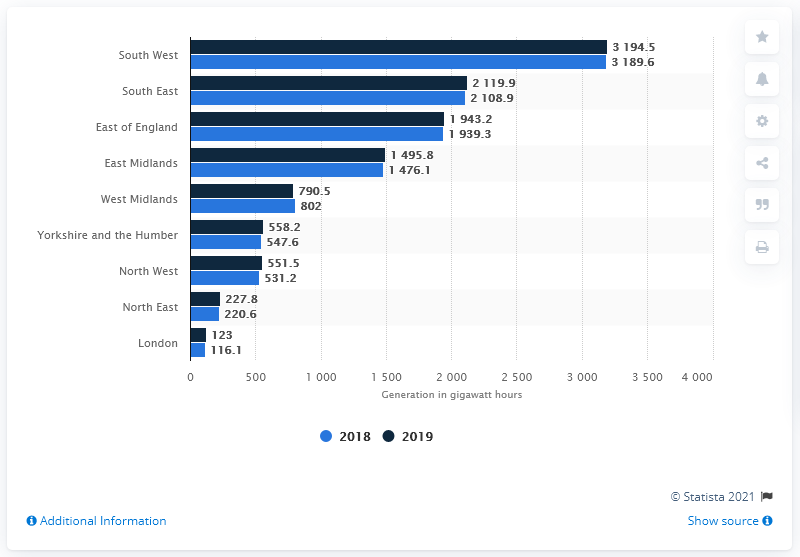 South West 3 194.5
3 189.6
South East 2 119.9
2 108.9
East of England 1 943.2
1 939.3
East Midlands 1 495.8
1 476.1
West Midlands 790.5
802
Yorkshire and the Humber 558.2
547.6
North West 551.5
531.2
North East 227.8
220.6
London 123
116.1
0 500 1 000 1 500 2 000 2 500 3 000 3 500 4 000
Generation in gigawatt hours
2018 2019
© Statista 2021
Additional Information Show source